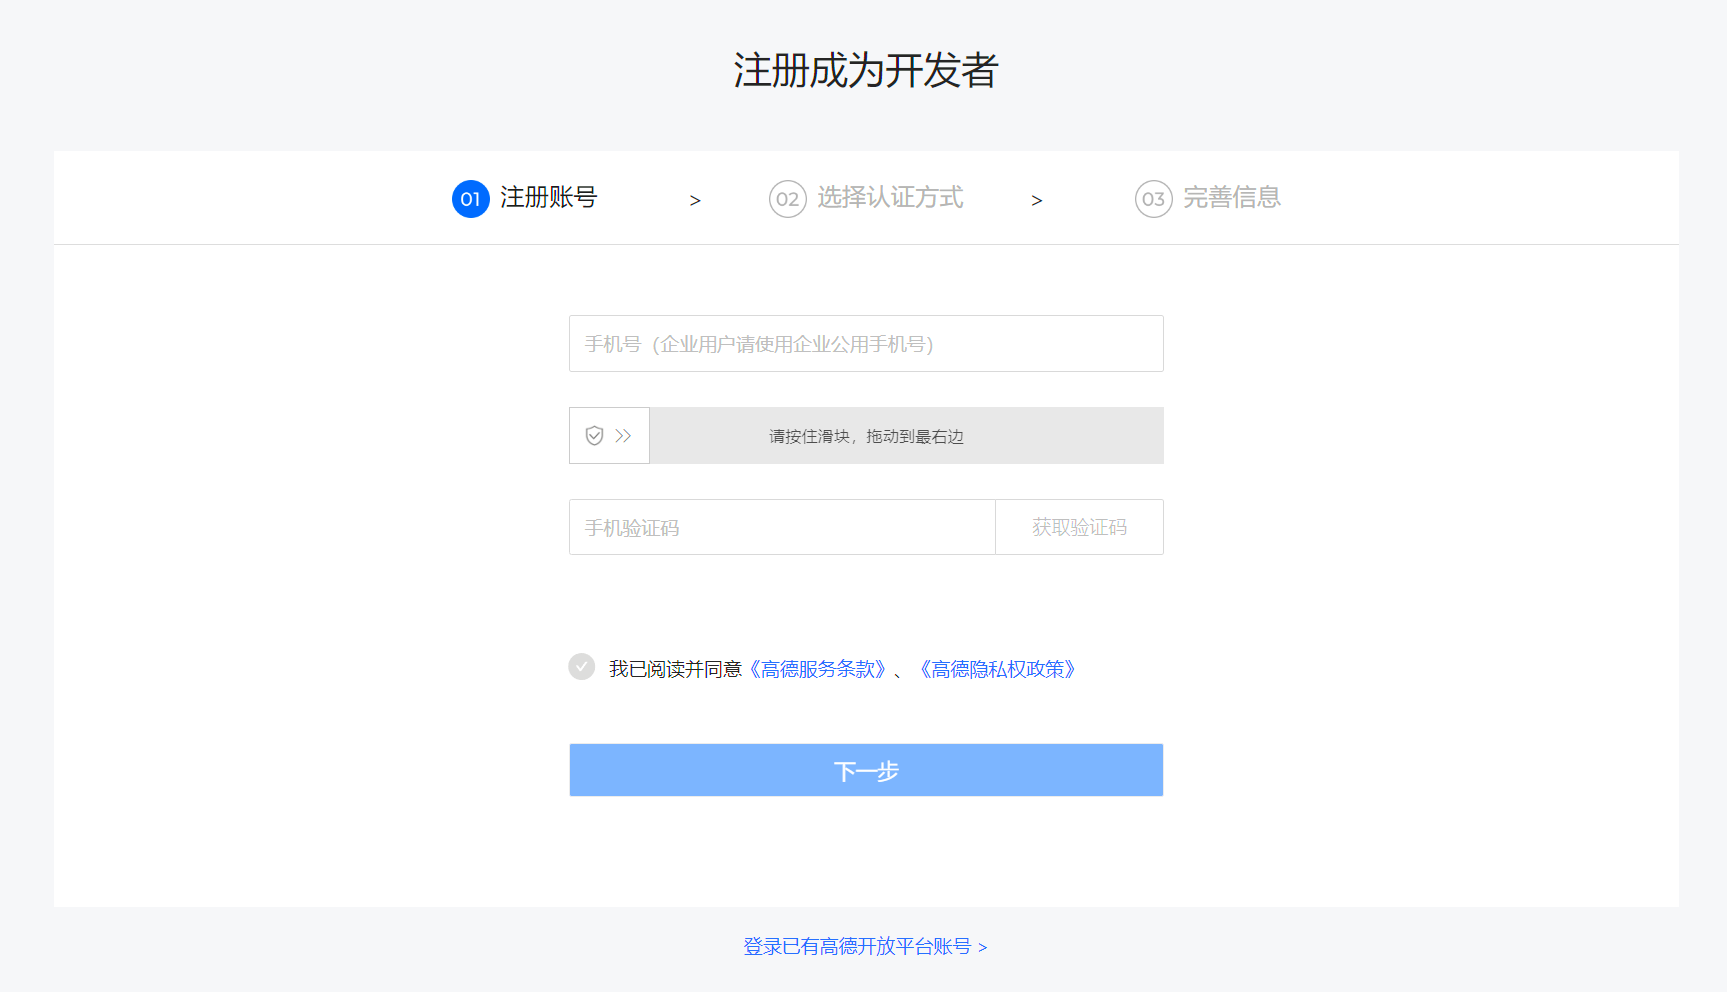 注册成为开发者
01 注册账号 > 02 选择认证方式 > 03 完善信息
手机号（企业用户请使用企业公用手机号）
请按住滑块，拖动到最右边
手机验证码 获取验证码
我已阅读并同意《高德服务条款》、《高德隐私权政策》
下一步
登录已有高德开放平台账号 >